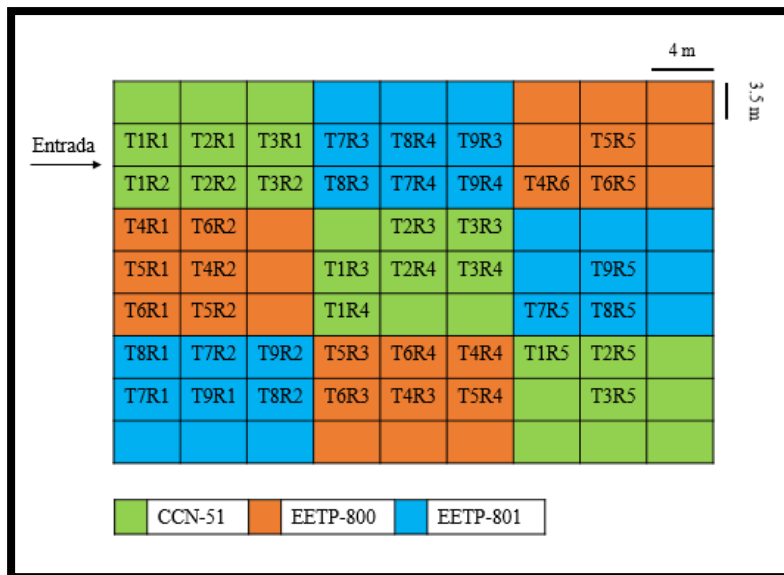 4 m
3.5 m
Entrada
T1R1 T2R1 T3R1 T7R3 T8R4 T9R3 T5R5
T1R2 T2R2 T3R2 T8R3 T7R4 T9R4 T4R6 T6R5
T4R1 T6R2 T2R3 T3R3
T5R1 T4R2 T1R3 T2R4 T3R4 T9R5
T6R1 T5R2 T1R4 T7R5 T8R5
T8R1 T7R2 T9R2 T5R3 T6R4 T4R4 T1R5 T2R5
T7R1 T9R1 T8R2 T6R3 T4R3 T5R4 T3R5
CCN-51 EETP-800 EETP-801